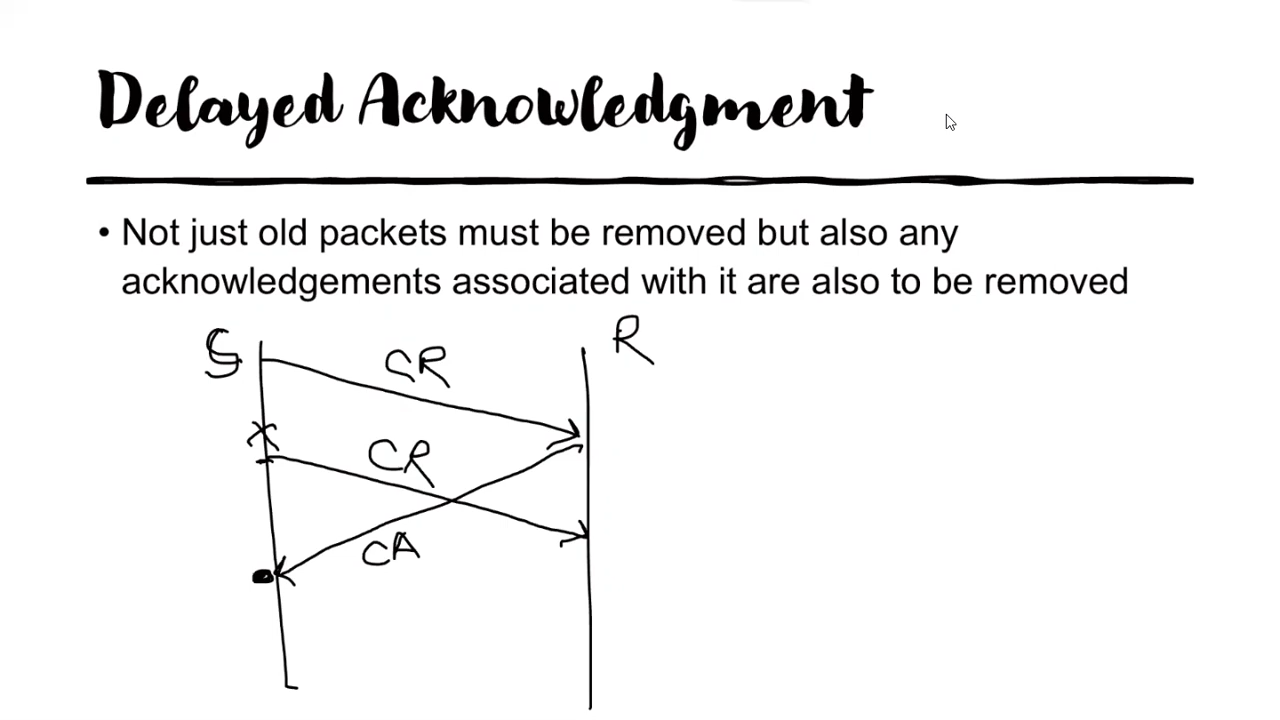 Delayed Acknowledgment
• Not just old packets must be removed but also any
acknowledgements associated with it are also to be removed
S
R
CR
CR
CA